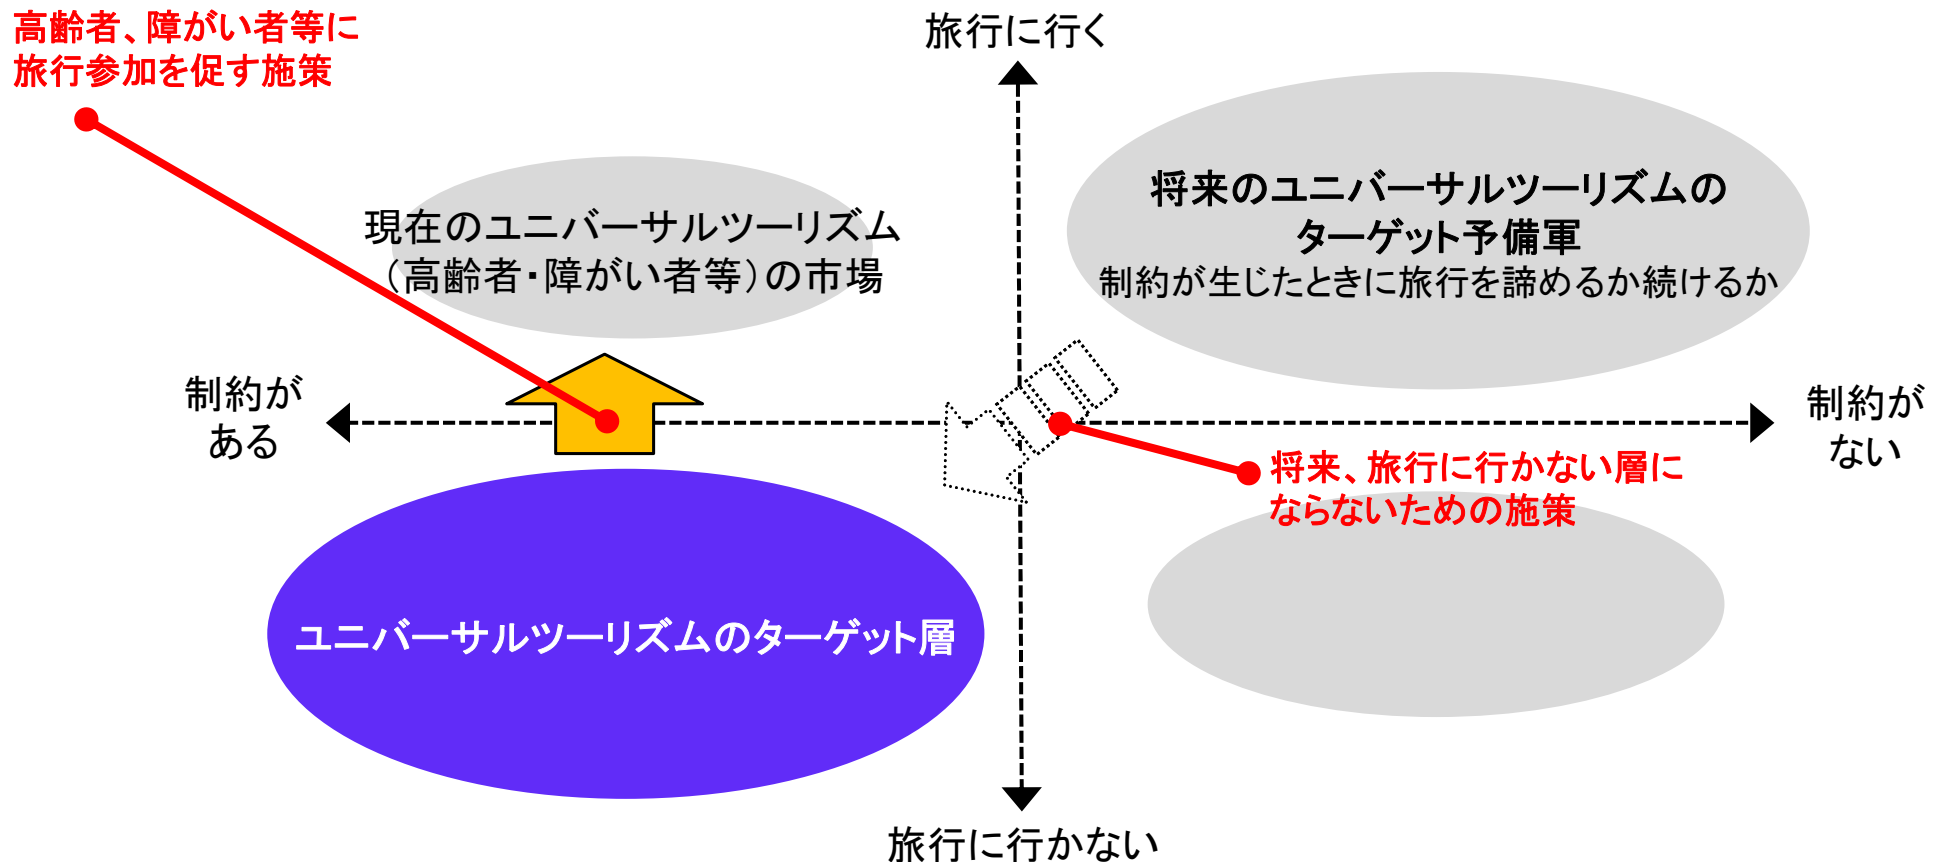 高齢者、障がい者等に
旅行参加を促す施策
旅行に行く
将来のユニバーサルツーリズムの
ターゲット予備軍
制約が生じたときに旅行を諦めるか続けるか
現在のユニバーサルツーリズム
（高齢者・障がい者等）の市場
制約が
ある
制約が
ない
将来、旅行に行かない層に
ならないための施策
ユニバーサルツーリズムのターゲット層
旅行に行かない